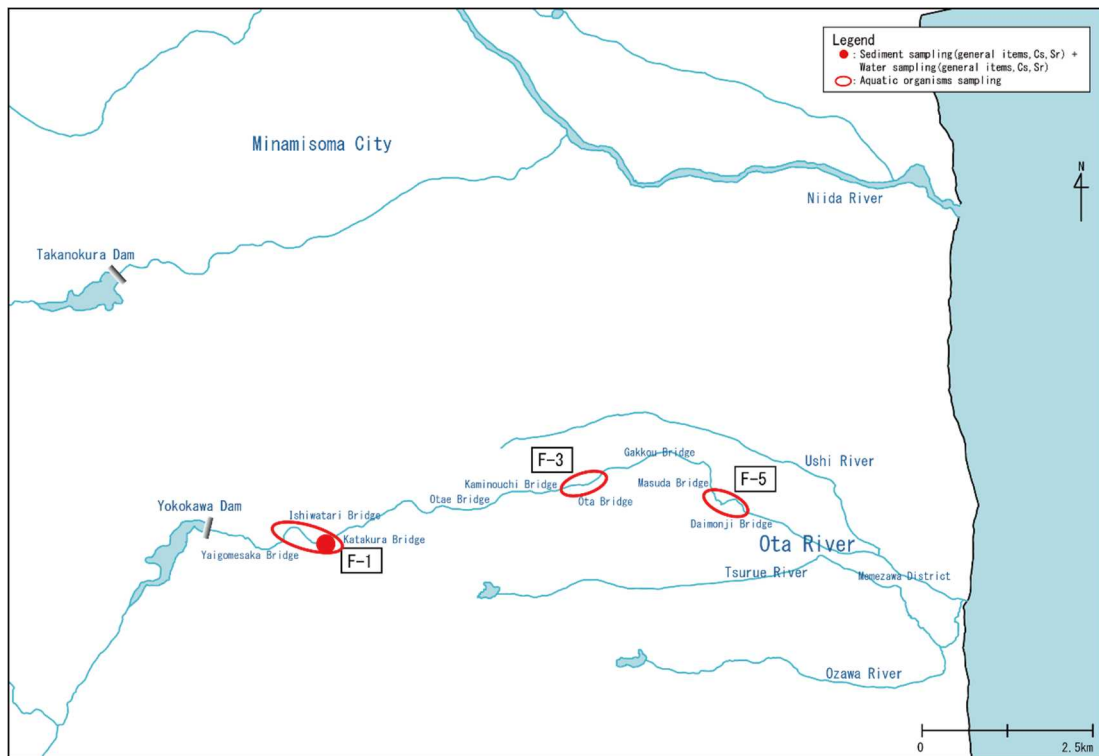 Legend
: Sediment sampling(general items,Cs,Sr) +
Water sampling(general items,Cs,Sr)
: Aquatic organisms sampling
Minamisoma City
N
Niida River
Takanokura Dam
Gakkou Bridge
Ushi River
F-3
Kaminouchi Bridge
Masuda Bridge
F-5
Otae Bridge
Ota Bridge
Yokokawa Dam
Ishiwatari Bridge
Daimonji Bridge
Katakura Bridge
Ota River
Yaigomesaka Bridge
F-1
Tsurue River
Memezawa District
Ozawa River
0
2.5km